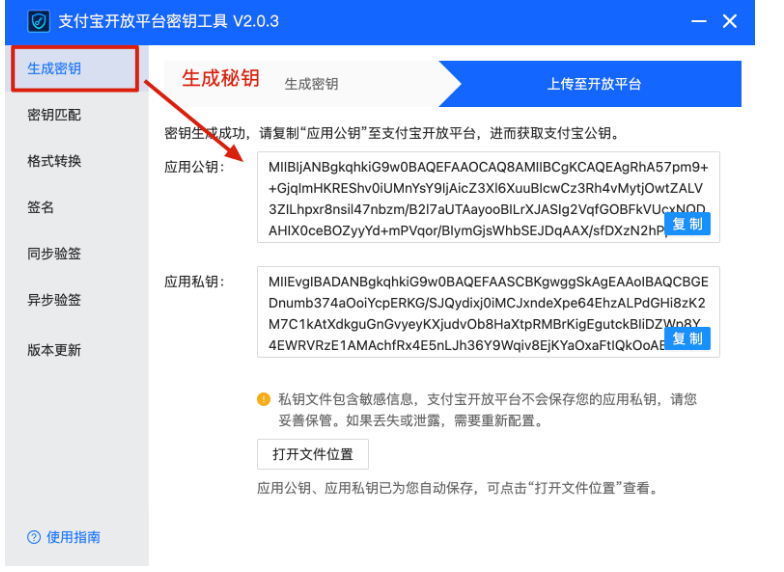 支付宝开放平台密钥工具 V2.0.3
生成密钥
密钥匹配
格式转换
签名
同步验签
异步验签
版本更新
使用指南
生成秘钥
生成密钥
上传至开放平台
密钥生成成功，请复制“应用公钥”至支付宝开放平台，进而获取支付宝公钥。
应用公钥：
MIIBIjANBgkqhkiG9w0BAQEFAAOCAQ8AMIIBCgKCAQEAgRhA57pm9+
+GjqlmHKREShv0iUMnYsY9IjAicZ3Xl6XuuBlcwCz3Rh4vMytjOwtZALV
3ZILhpxr8nsil47nbzm/B2l7aUTAayooBILrXJASIg2VqfGOBFkVUcxNOD
AHIX0ceBOZyyYd+mPVqor/BIymGjsWhbSEJDqAAX/sfDXzN2hP
复制
应用私钥：
MIIEvgIBADANBgkqhkiG9w0BAQEFAASCBKgwggSkAgEAAoIBAQCBGE
Dnumb374aOoiYcpERKG/SJQydixj0iMCJxndeXpe64EhzALPdGHi8zK2
M7C1kAtXdkguGnGvyeyKXjudvOb8HaXtpRMBrKigEgutckBIiDZWp8Y
4EWRVRzE1AMAchfRx4E5nLJh36Y9Wqiv8EjKYaOxaFtIQkOoAE
复制
私钥文件包含敏感信息，支付宝开放平台不会保存您的应用私钥，请您
妥善保管。如果丢失或泄露，需要重新配置。
打开文件位置
应用公钥、应用私钥已为您自动保存，可点击“打开文件位置”查看。